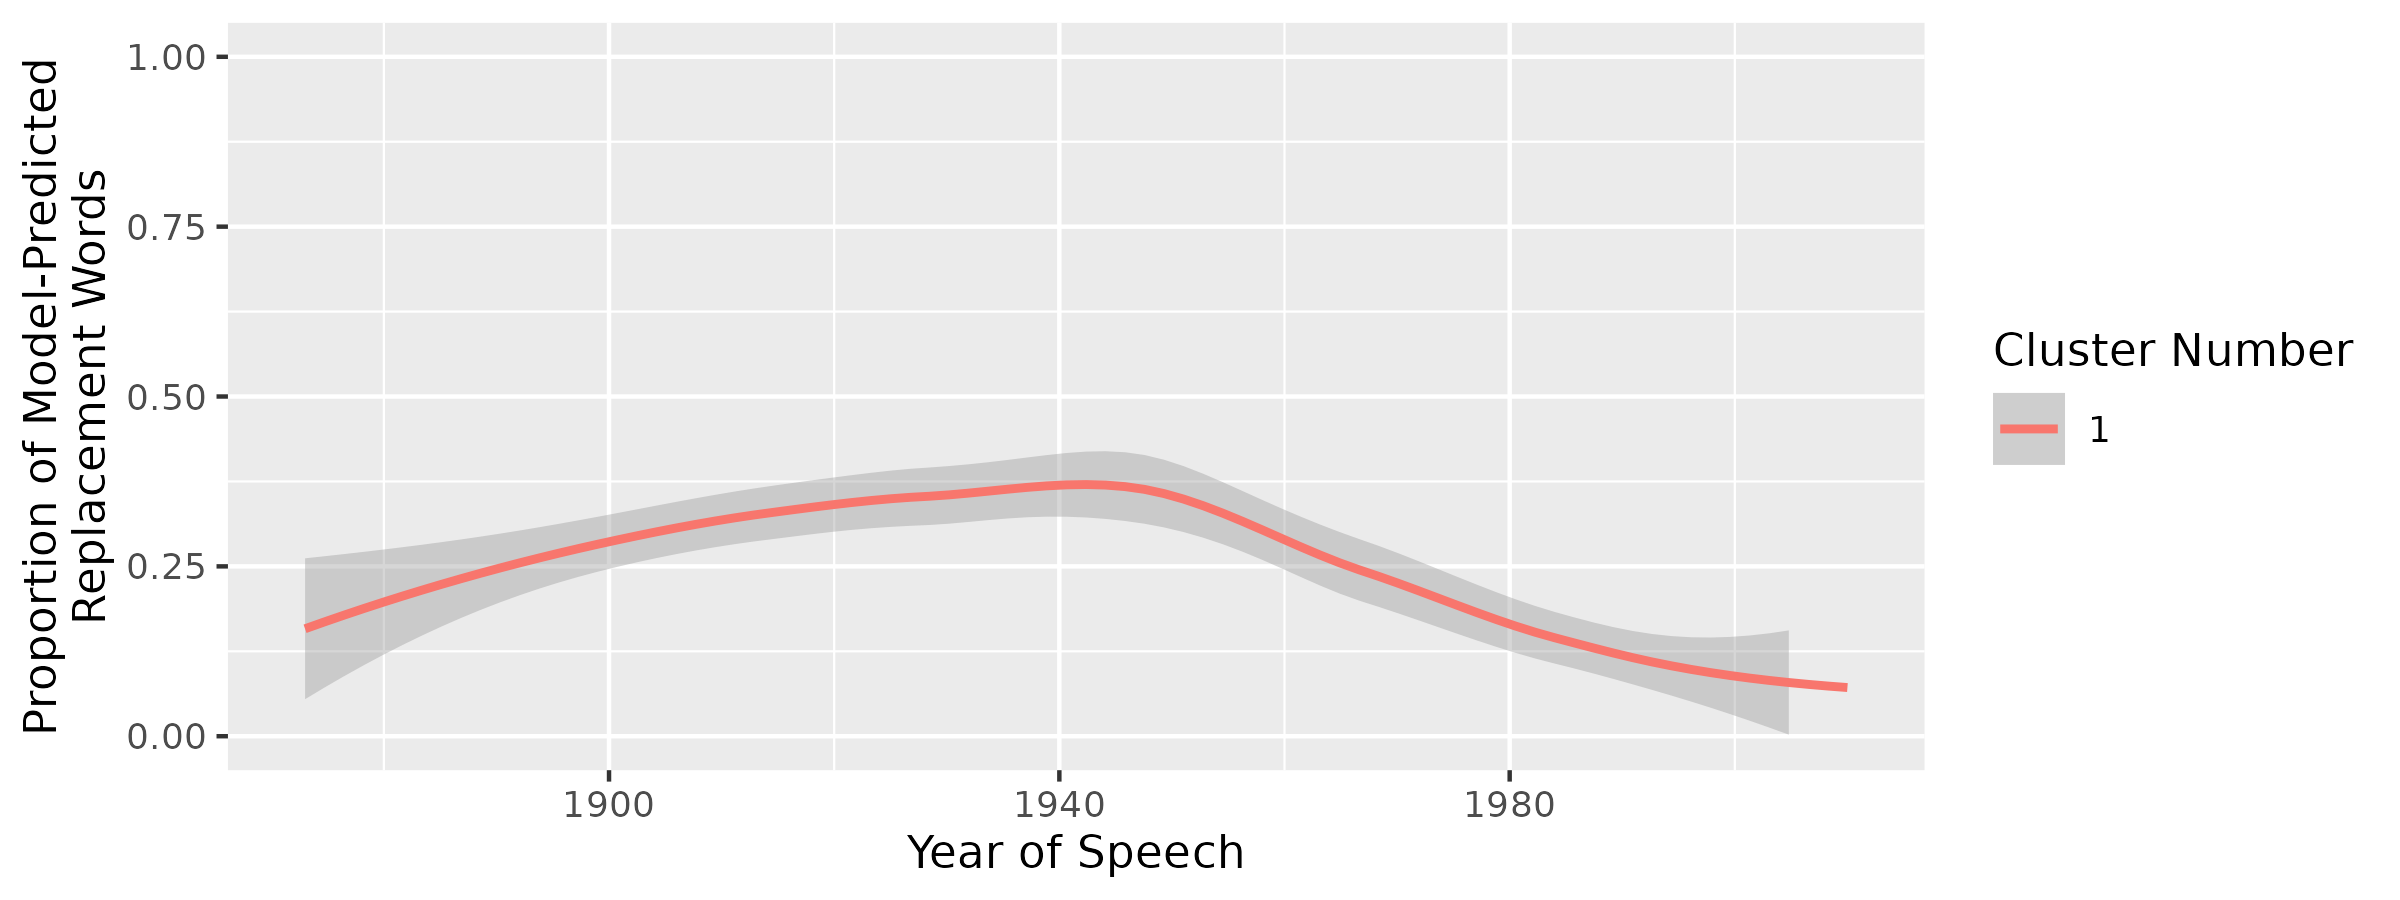 Proportion of Model-Predicted
Replacement Words
1.00
0.75
0.50
0.25
0.00
1900
1940
1980
Year of Speech
Cluster Number
1